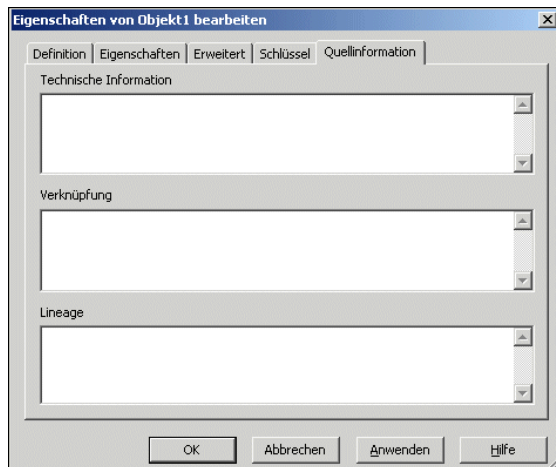 Eigenschaften von Objekt1 bearbeiten
Definition Eigenschaften Erweitert Schlüssel Quellinformation
Technische Information
Verknüpfung
Lineage
OK Abbrechen Anwenden Hilfe